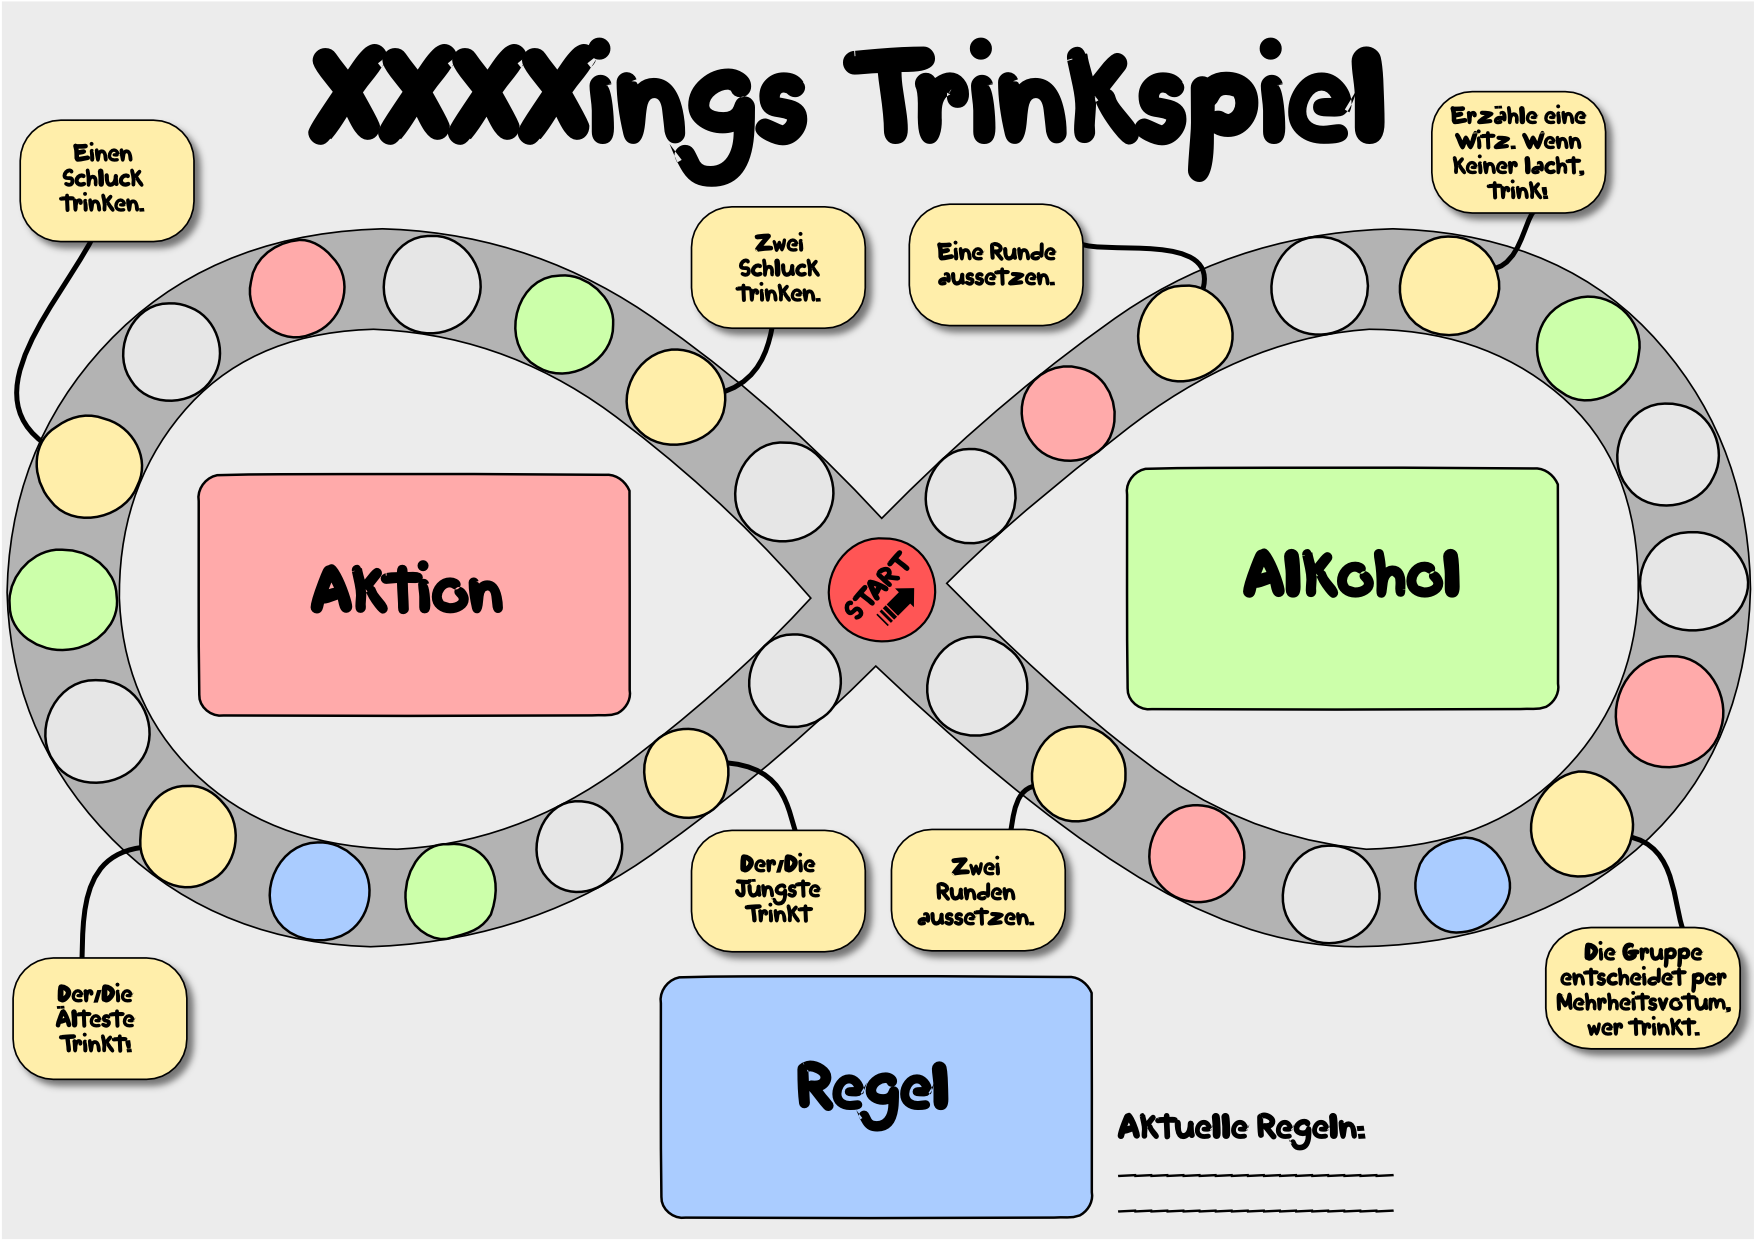 XXXXings Trinkspiel
Einen
Schluck
trinken.
Zwei
Schluck
trinken.
Eine Runde
aussetzen.
Erzähle eine
Witz. Wenn
keiner lacht,
trink!
Aktion
START
Alkohol
Der/Die
Älteste
Trinkt!
Der/Die
Jüngste
Trinkt
Zwei
Runden
aussetzen.
Die Gruppe
entscheidet per
Mehrheitsvotum,
wer trinkt.
Regel
Aktuelle Regeln: